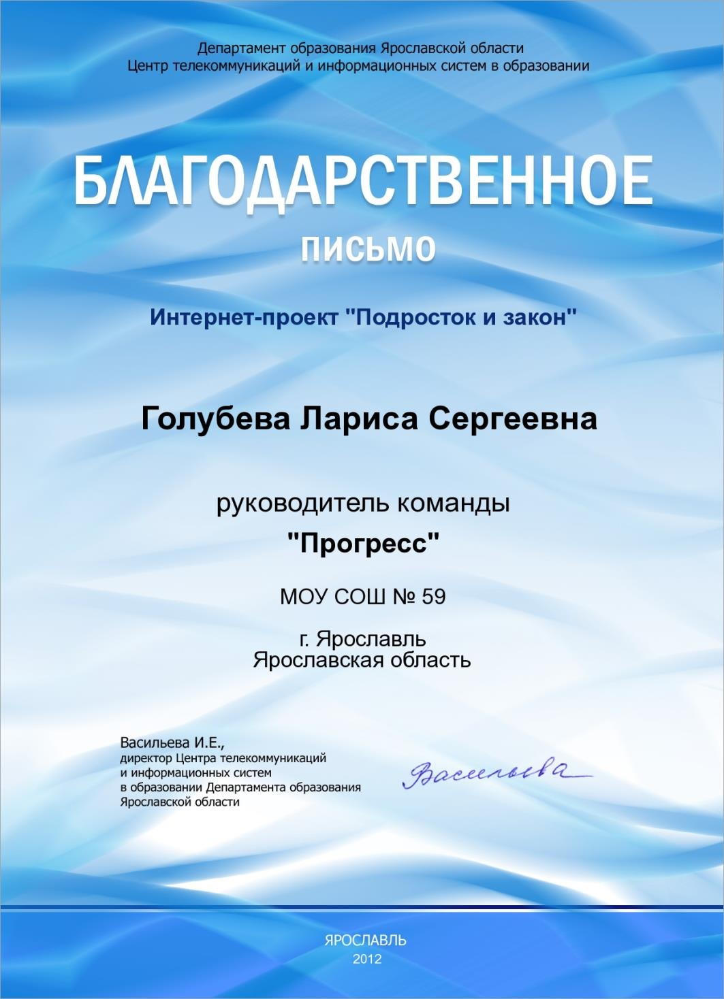 Департамент образования Ярославской области
Центр телекоммуникаций и информационных систем в образовании
БЛАГОДАРСТВЕННОЕ
ПИСЬМО
Интернет-проект "Подросток и закон"
Голубева Лариса Сергеевна
руководитель команды
"Прогресс"
МОУ СОШ № 59
г. Ярославль
Ярославская область
Васильева И.Е.,
директор Центра телекоммуникаций
и информационных систем
в образовании Департамента образования
Ярославской области
Васильева
ЯРОСЛАВЛЬ
2012